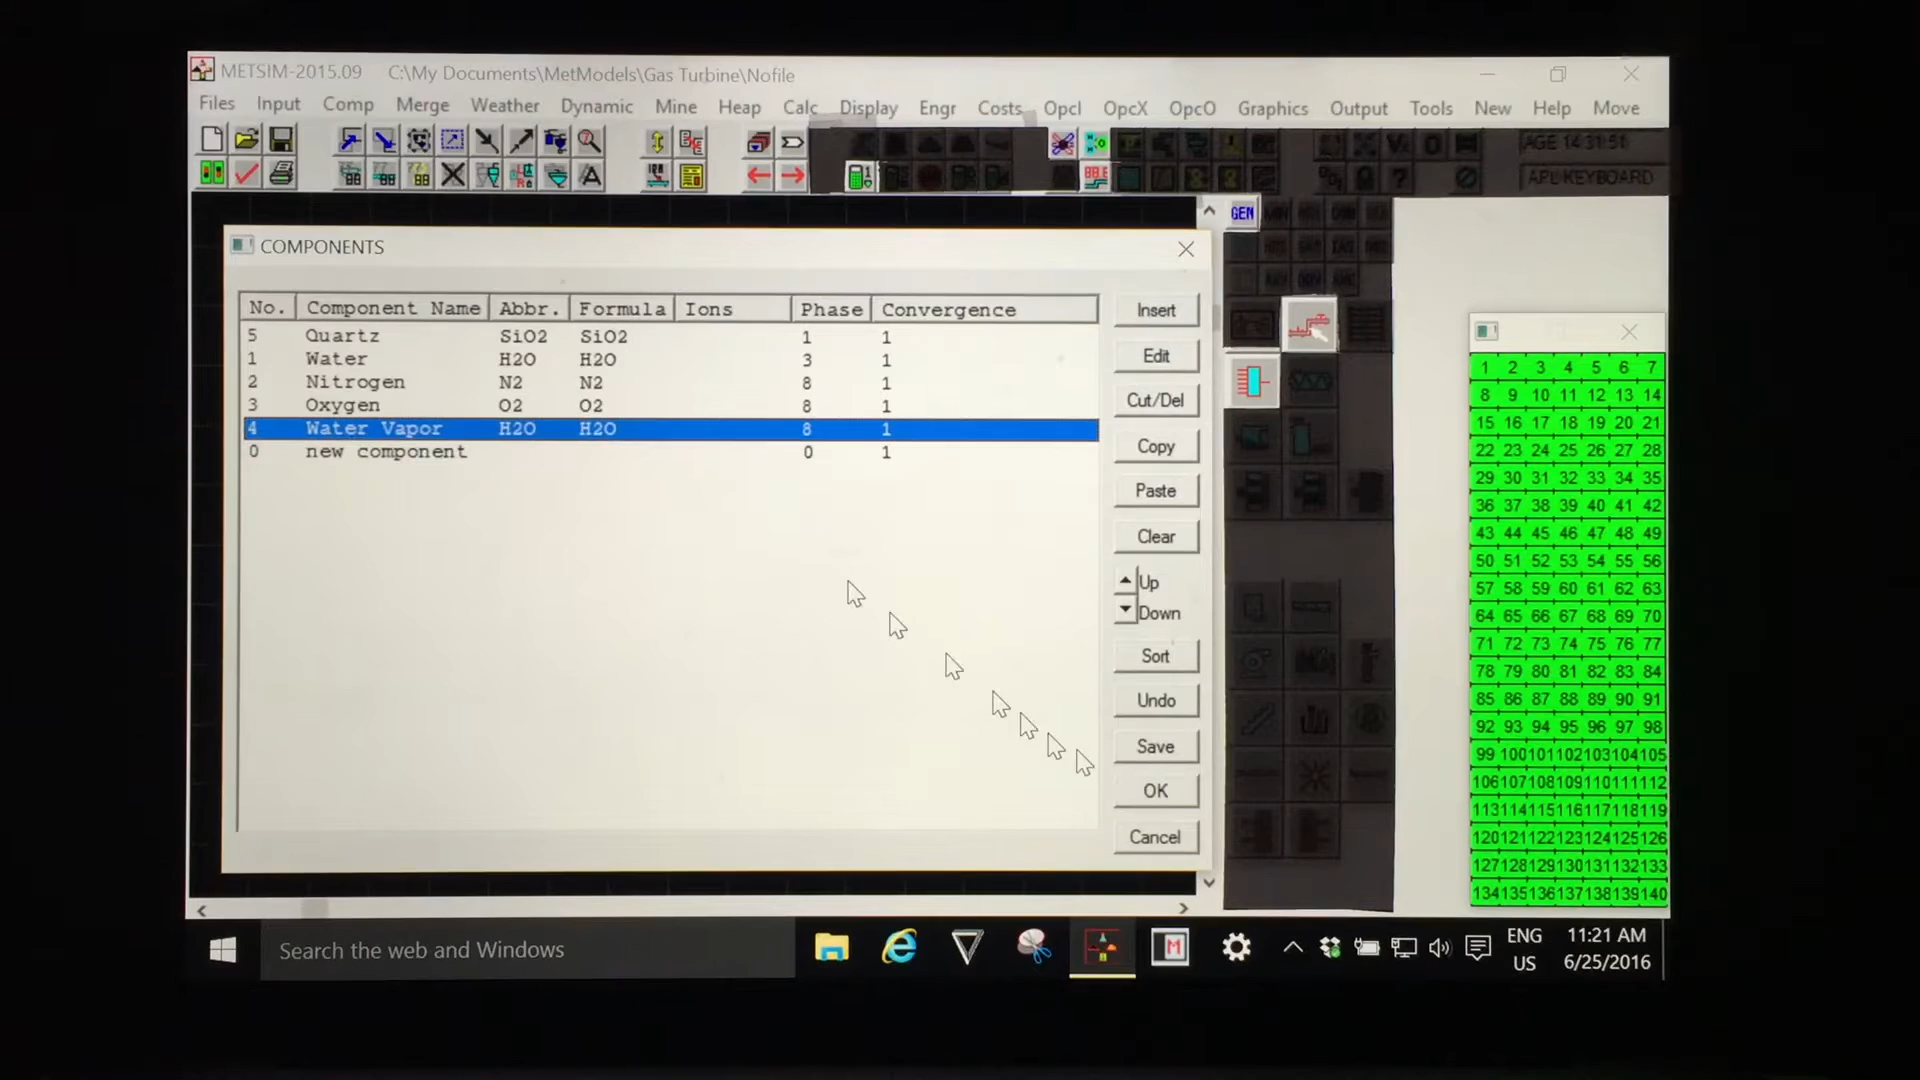 METSIM-2015.09 C:\My Documents\MetModels\Gas Turbine\Nofile
Files Input Comp Merge Weather Dynamic Mine Heap Calc Display Engr Costs OpcI OpcX OpcO Graphics Output Tools New Help Move
AGE 14:31:51
APL-KEYBOARD
GEN
COMPONENTS
No. Component Name Abbr. Formula Ions Phase Convergence
5 Quartz SiO2 SiO2 1 1
1 Water H2O H2O 3 1
2 Nitrogen N2 N2 8 1
3 Oxygen O2 O2 8 1
4 Water Vapor H2O H2O 8 1
0 new component 0 1
Insert
Edit
Cut/Del
Copy
Paste
Clear
Up
Down
Sort
Undo
Save
OK
Cancel
1 2 3 4 5 6 7
8 9 10 11 12 13 14
15 16 17 18 19 20 21
22 23 24 25 26 27 28
29 30 31 32 33 34 35
36 37 38 39 40 41 42
43 44 45 46 47 48 49
50 51 52 53 54 55 56
57 58 59 60 61 62 63
64 65 66 67 68 69 70
71 72 73 74 75 76 77
78 79 80 81 82 83 84
85 86 87 88 89 90 91
92 93 94 95 96 97 98
99 100 101 102 103 104 105
106 107 108 109 110 111 112
113 114 115 116 117 118 119
120 121 122 123 124 125 126
127 128 129 130 131 132 133
134 135 136 137 138 139 140
Search the web and Windows
ENG
US
11:21 AM
6/25/2016